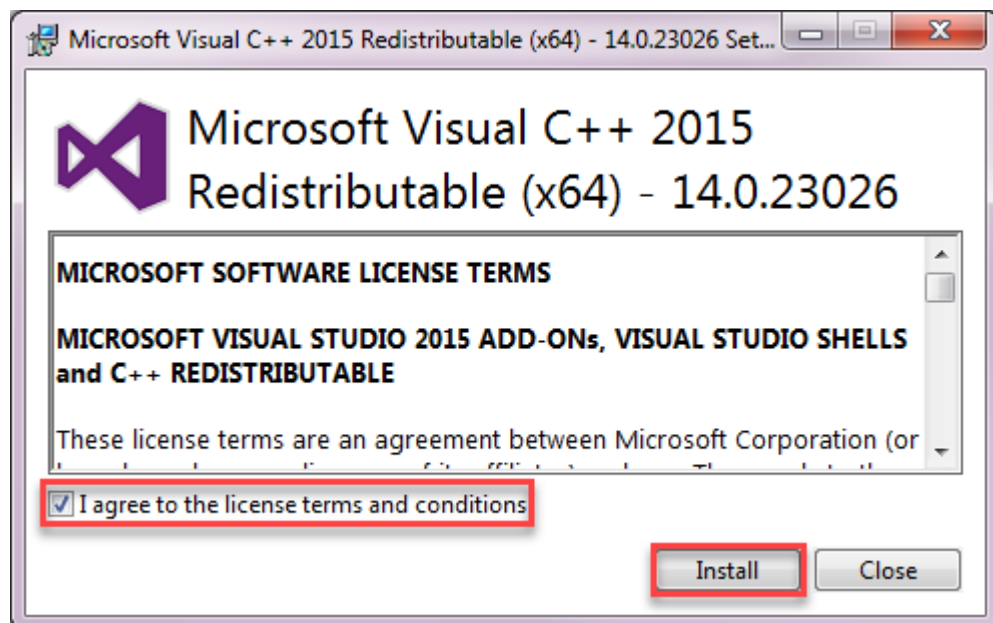 Microsoft Visual C++ 2015 Redistributable (x64) - 14.0.23026 Set...
Microsoft Visual C++ 2015
Redistributable (x64) - 14.0.23026
MICROSOFT SOFTWARE LICENSE TERMS
MICROSOFT VISUAL STUDIO 2015 ADD-ONs, VISUAL STUDIO SHELLS
and C++ REDISTRIBUTABLE
These license terms are an agreement between Microsoft Corporation (or
I agree to the license terms and conditions
Install Close